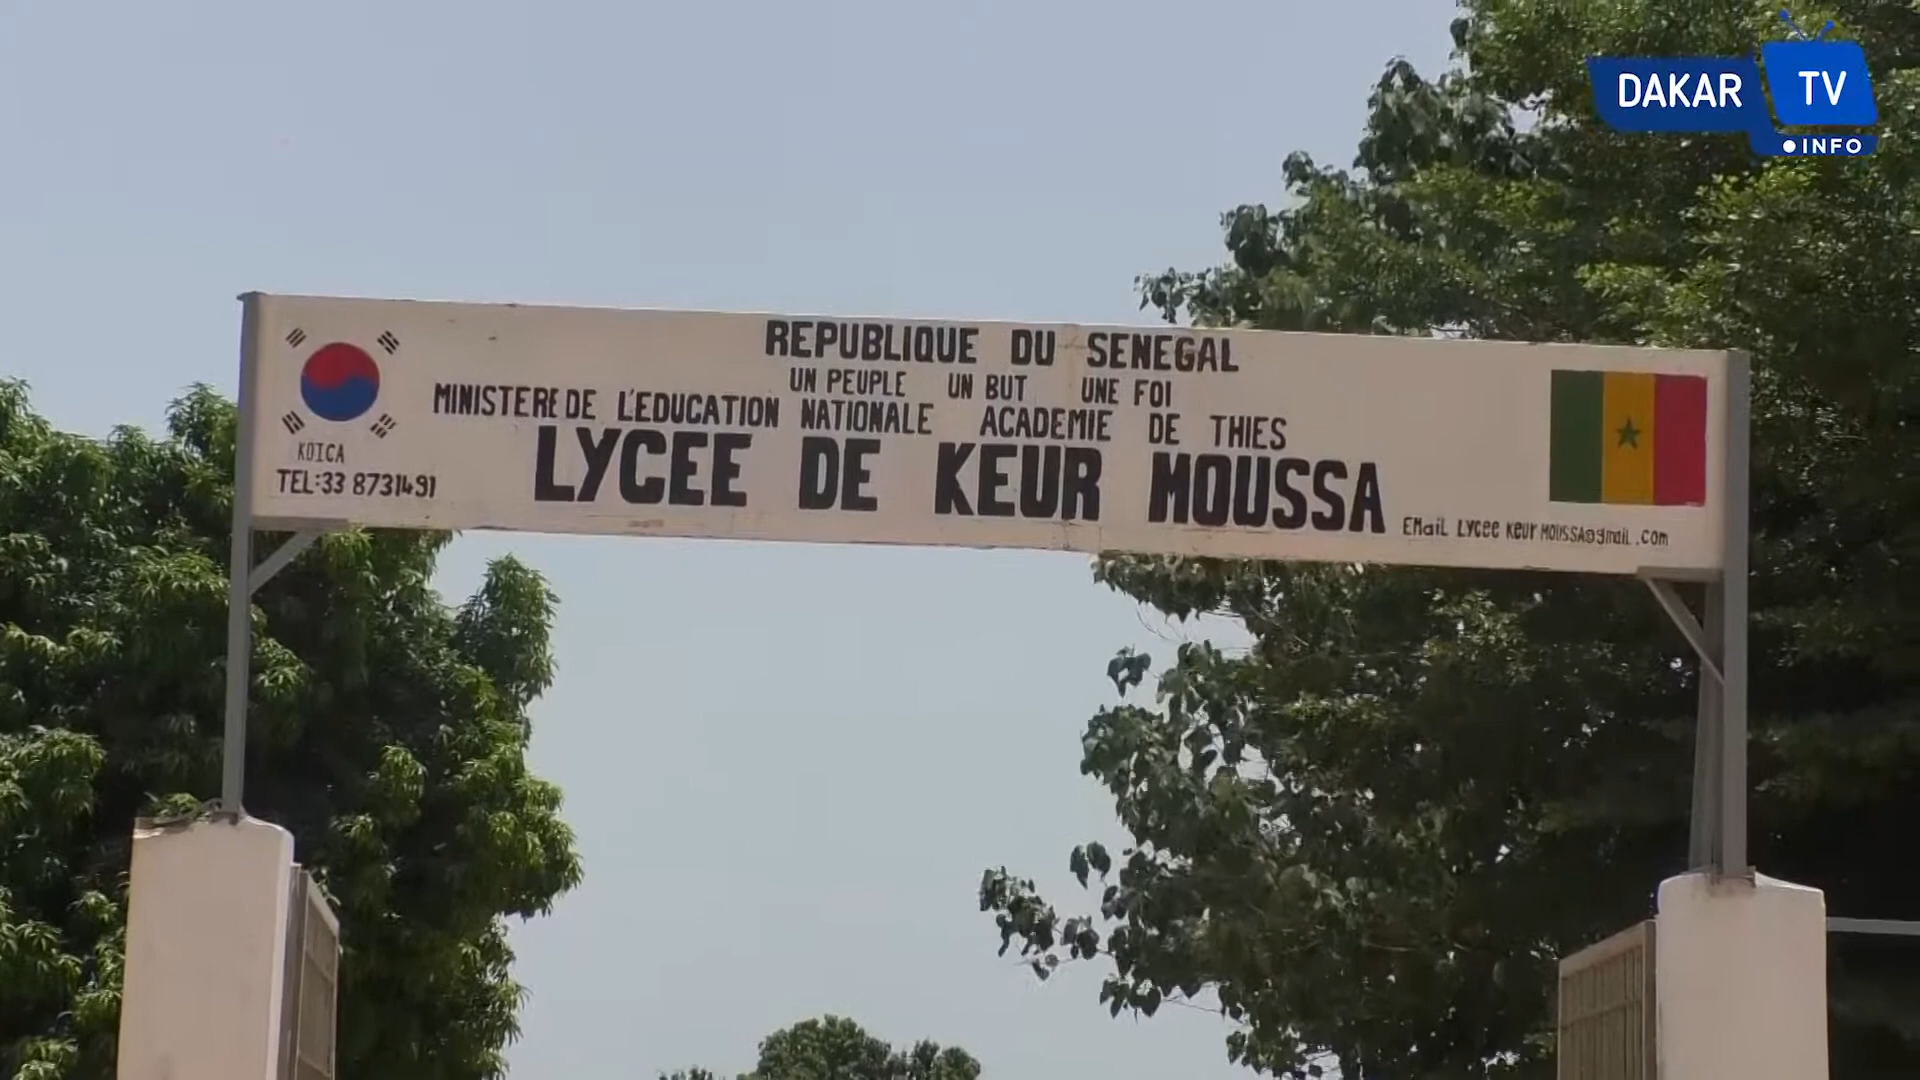 DAKAR TV
INFO
REPUBLIQUE DU SENEGAL
UN PEUPLE UN BUT UNE FOI
MINISTERE DE L'EDUCATION NATIONALE ACADEMIE DE THIES
LYCEE DE KEUR MOUSSA
KOICA
TEL:33 8731491
EMail LYCee Keur MOUSSA@gmail.com